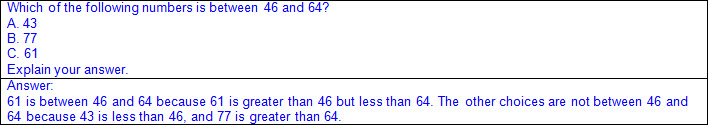 Which of the following numbers is between 46 and 64?
A. 43
B. 77
C. 61
Explain your answer.
Answer:
61 is between 46 and 64 because 61 is greater than 46 but less than 64. The other choices are not between 46 and
64 because 43 is less than 46, and 77 is greater than 64.